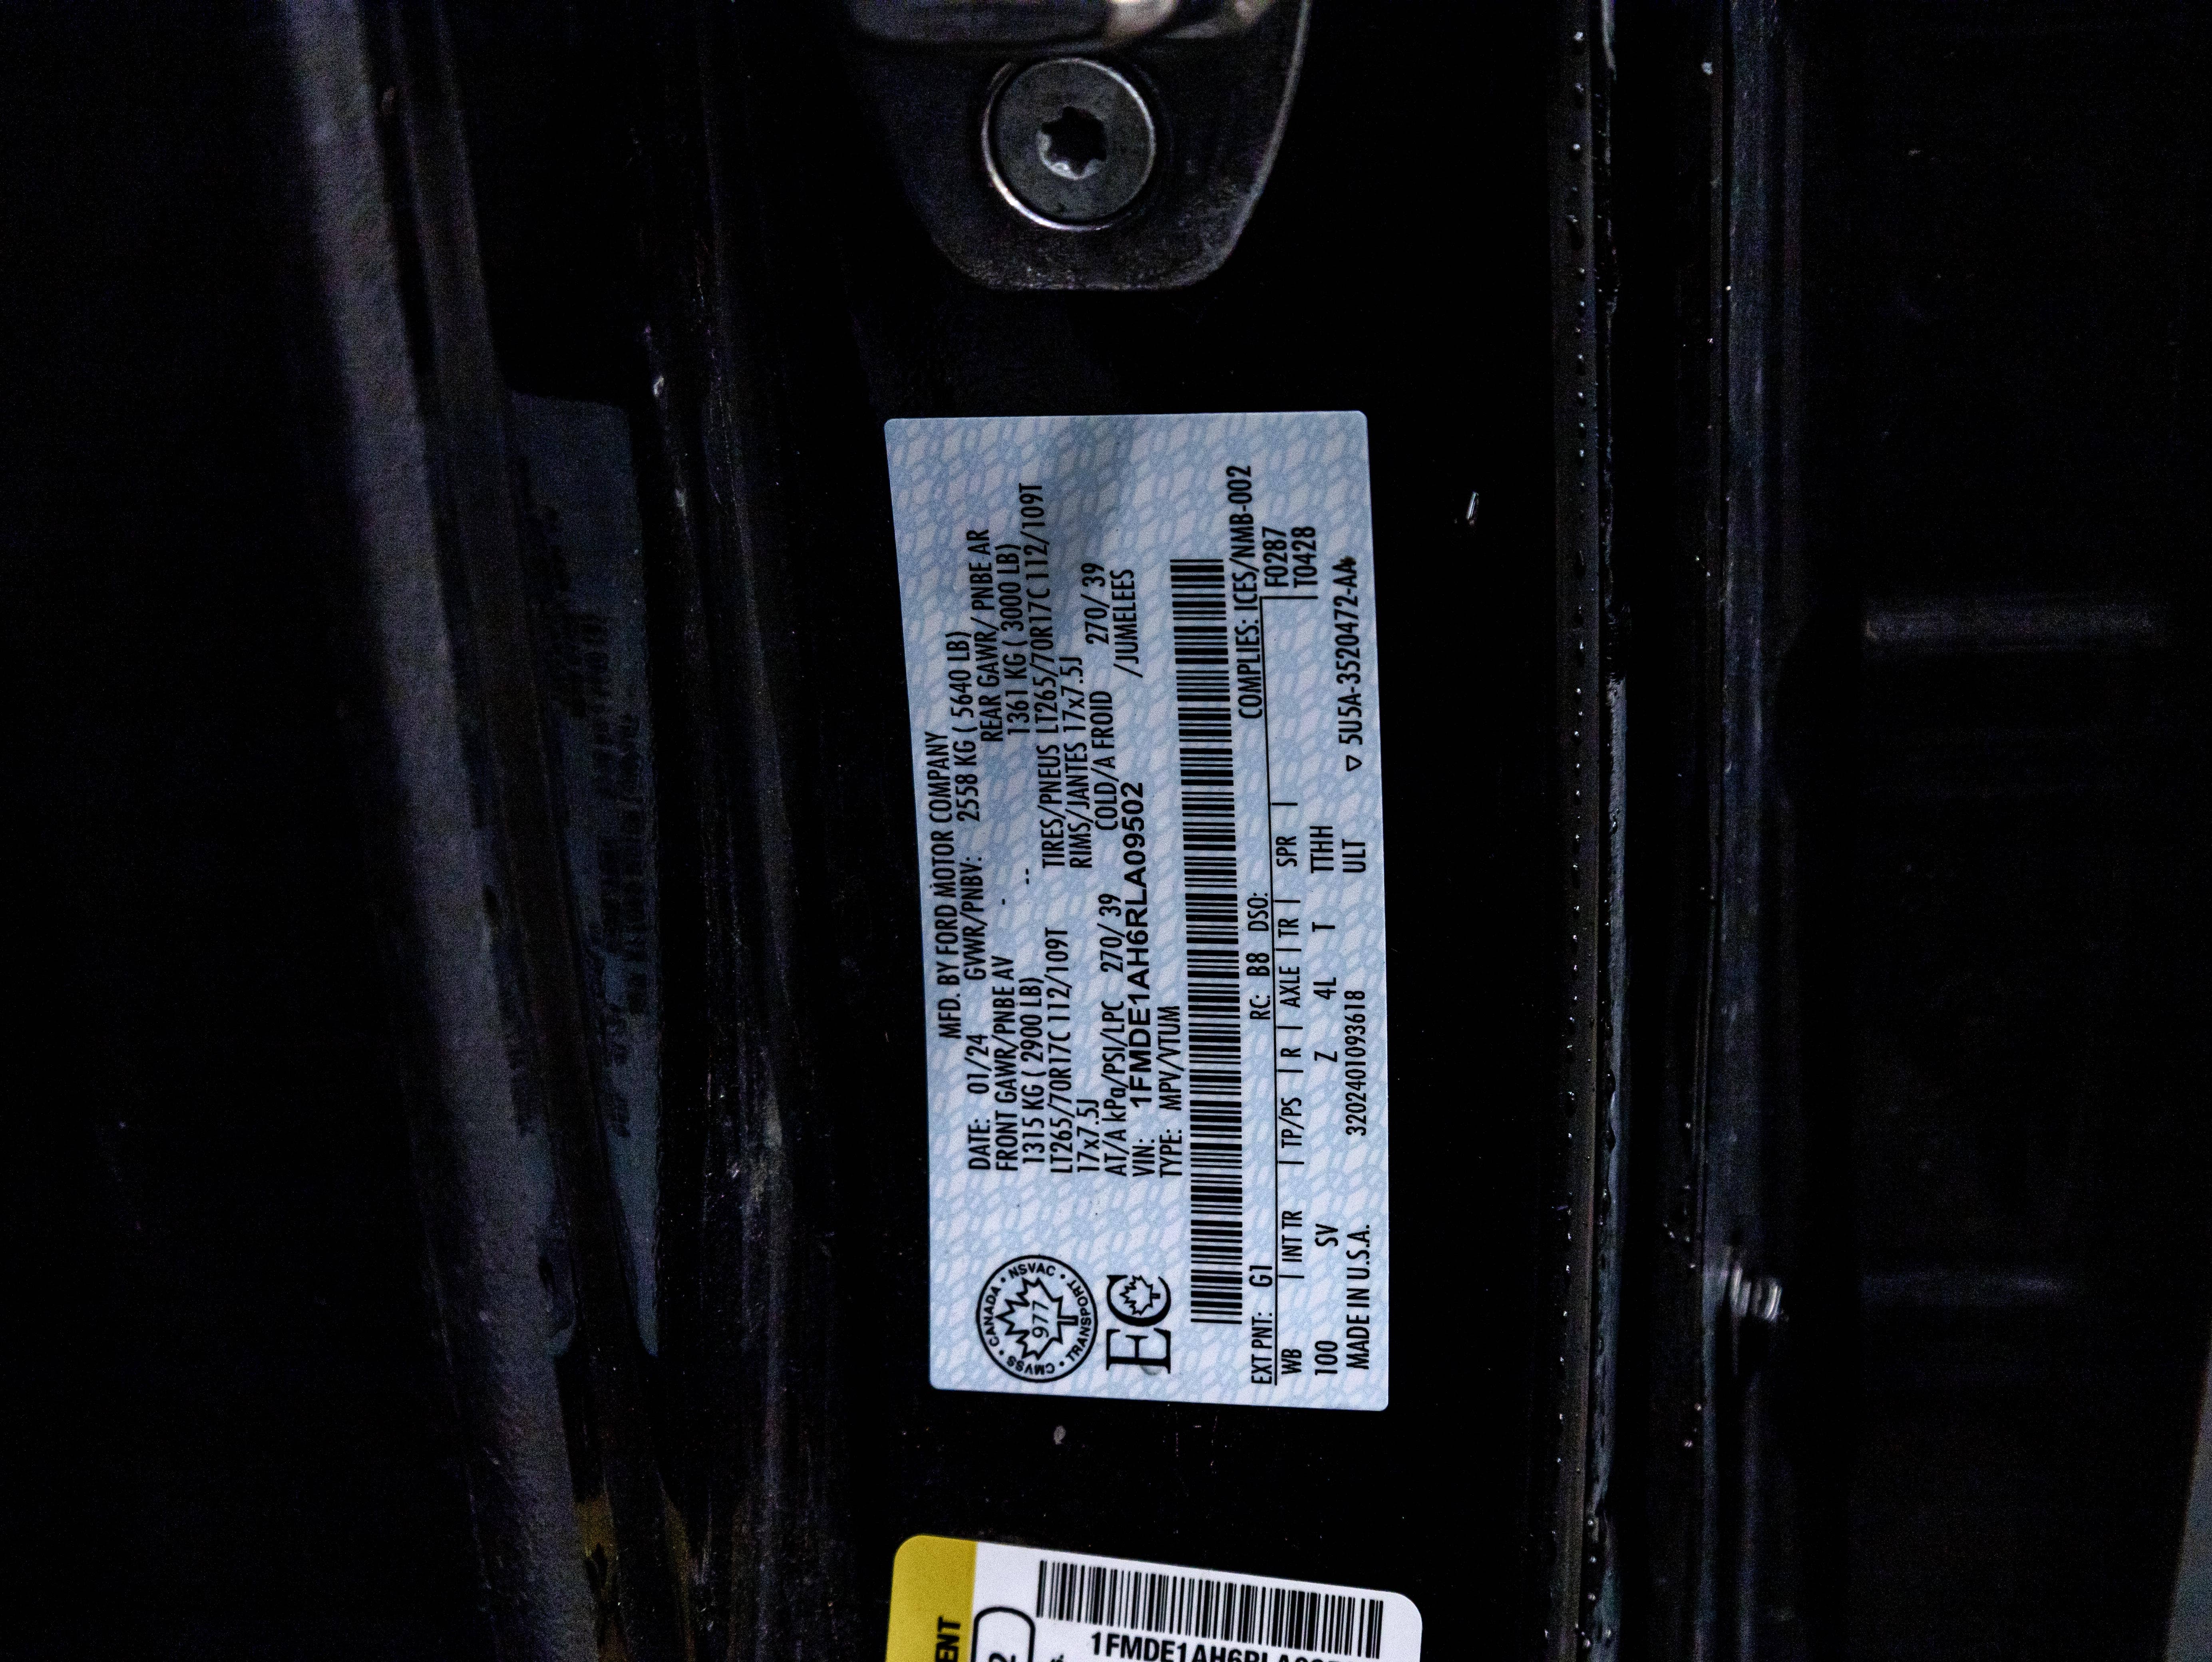 MFD. BY FORD MOTOR COMPANY
DATE: 01/24 GVWR/PNBV: 2558 KG ( 5640 LB)
FRONT GAWR/PNBE AV - REAR GAWR/ PNBE AR
1315 KG ( 2900 LB) -- 1361 KG ( 3000 LB)
LT265/70R17C 112/109T TIRES/PNEUS LT265/70R17C 112/109T
17x7.5J RIMS/JANTES 17x7.5J
AT/A kPa/PSI/LPC 270/ 39 COLD/A FROID 270/ 39
VIN: 1FMDE1AH6RLA09502 /JUMELEES
TYPE: MPV/VTUM
CANADA • NSVAC • TRANSPORT • CMVSS •
977
EC
EXT PNT: G1 RC: B8 DSO: COMPLIES: ICES/NMB-002
WB | INT TR | TP/PS | R | AXLE | TR | SPR | F0287
T0428
100 SV Z 4L T TTHH
MADE IN U.S.A. 3202401093618 ULT ▽ 5U5A-3520472-AA
1FMDE1AH6RLA